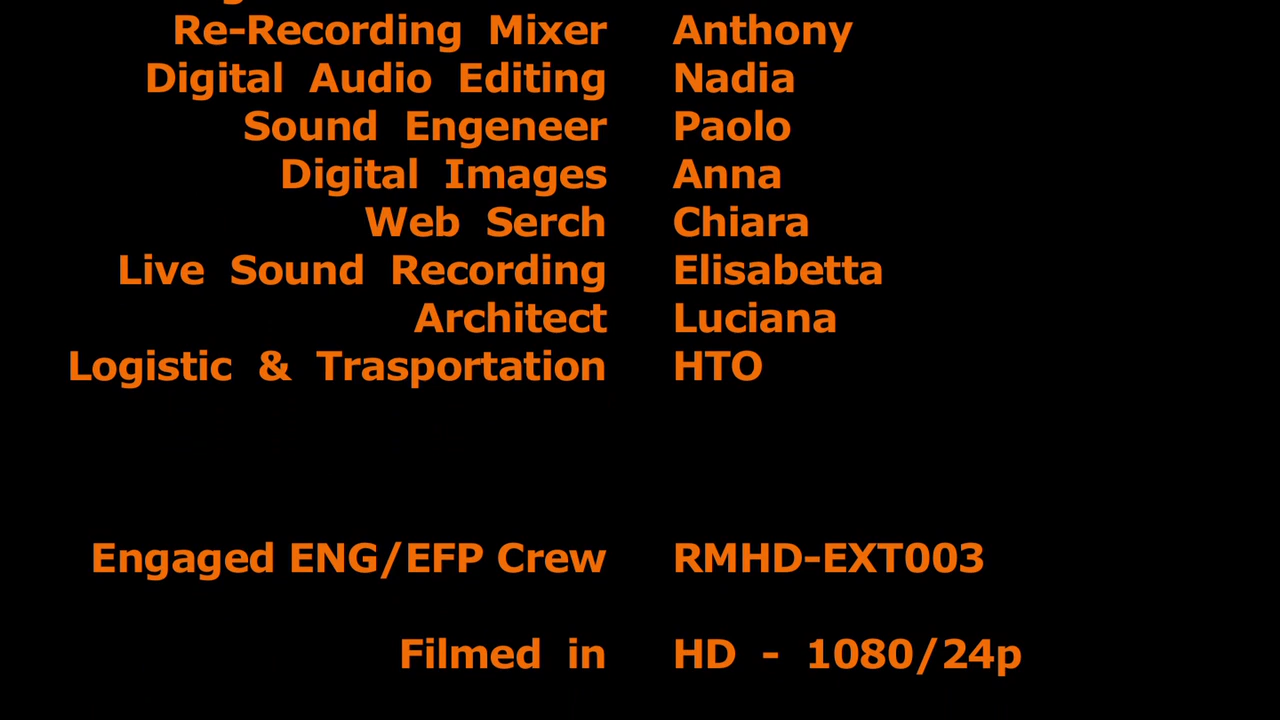 Re-Recording Mixer Anthony
Digital Audio Editing Nadia
Sound Engeneer Paolo
Digital Images Anna
Web Serch Chiara
Live Sound Recording Elisabetta
Architect Luciana
Logistic & Trasportation HTO
Engaged ENG/EFP Crew RMHD-EXT003
Filmed in HD - 1080/24p